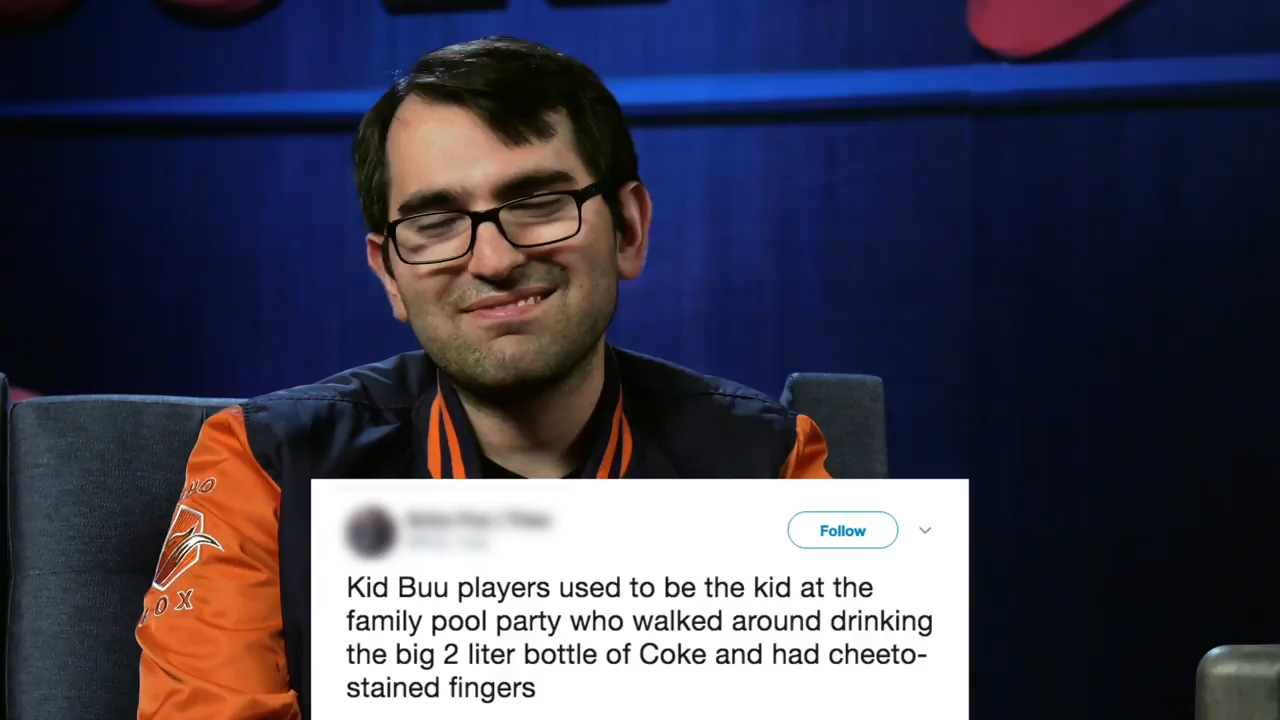 Follow
Kid Buu players used to be the kid at the
family pool party who walked around drinking
the big 2 liter bottle of Coke and had cheeto-
stained fingers
OX